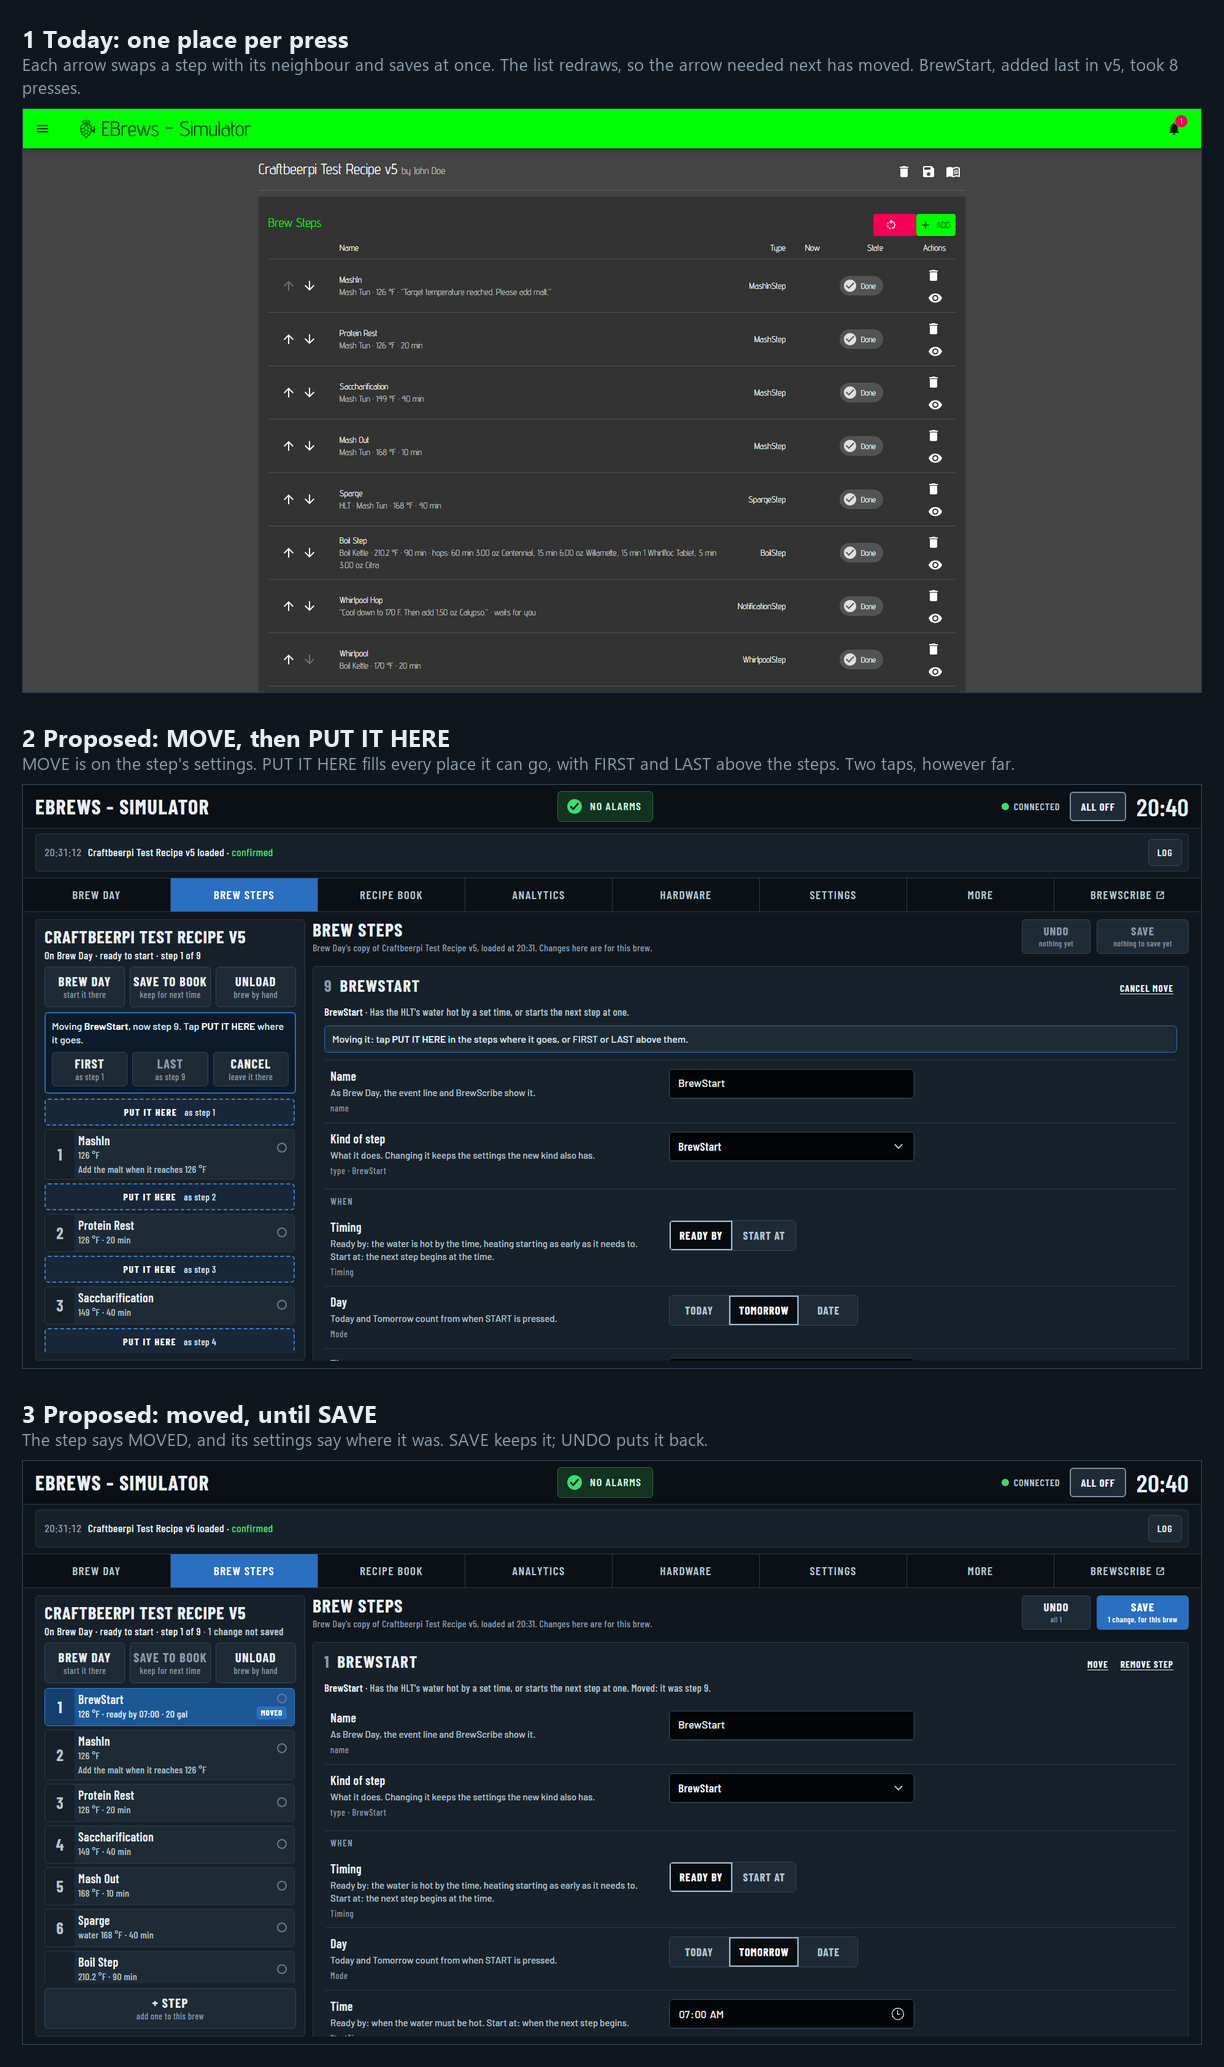 1 Today: one place per press
Each arrow swaps a step with its neighbour and saves at once. The list redraws, so the arrow needed next has moved. BrewStart, added last in v5, took 8
presses.
EBrews - Simulator
1
Craftbeerpi Test Recipe v5 by John Doe
Brew Steps
+ ADD
Name Type Now State Actions
MashIn
Mash Tun · 126 °F · "Target temperature reached. Please add malt."
MashInStep
Done
Protein Rest
Mash Tun · 126 °F · 20 min
MashStep
Done
Saccharification
Mash Tun · 149 °F · 40 min
MashStep
Done
Mash Out
Mash Tun · 168 °F · 10 min
MashStep
Done
Sparge
HLT · Mash Tun · 168 °F · 40 min
SpargeStep
Done
Boil Step
Boil Kettle · 210.2 °F · 90 min · hops: 60 min 3.00 oz Centennial, 15 min 6.00 oz Willamette, 15 min 1 Whirlfloc Tablet, 5 min
3.00 oz Citra
BoilStep
Done
Whirlpool Hop
"Cool down to 170 F. Then add 1.50 oz Calypso." · waits for you
NotificationStep
Done
Whirlpool
Boil Kettle · 170 °F · 20 min
WhirlpoolStep
Done
2 Proposed: MOVE, then PUT IT HERE
MOVE is on the step's settings. PUT IT HERE fills every place it can go, with FIRST and LAST above the steps. Two taps, however far.
EBREWS - SIMULATOR
NO ALARMS
CONNECTED
ALL OFF
20:40
20:31:12 Craftbeerpi Test Recipe v5 loaded · confirmed
LOG
BREW DAY BREW STEPS RECIPE BOOK ANALYTICS HARDWARE SETTINGS MORE BREWSCRIBE
CRAFTBEERPI TEST RECIPE V5
On Brew Day · ready to start · step 1 of 9
BREW DAY
start it there
SAVE TO BOOK
keep for next time
UNLOAD
brew by hand
Moving BrewStart, now step 9. Tap PUT IT HERE where
it goes.
FIRST
as step 1
LAST
as step 9
CANCEL
leave it there
PUT IT HERE as step 1
1
MashIn
126 °F
Add the malt when it reaches 126 °F
PUT IT HERE as step 2
2
Protein Rest
126 °F · 20 min
PUT IT HERE as step 3
3
Saccharification
149 °F · 40 min
PUT IT HERE as step 4
BREW STEPS
Brew Day's copy of Craftbeerpi Test Recipe v5, loaded at 20:31. Changes here are for this brew.
UNDO
nothing yet
SAVE
nothing to save yet
9 BREWSTART
CANCEL MOVE
BrewStart · Has the HLT's water hot by a set time, or starts the next step at one.
Moving it: tap PUT IT HERE in the steps where it goes, or FIRST or LAST above them.
Name
As Brew Day, the event line and BrewScribe show it.
name
BrewStart
Kind of step
What it does. Changing it keeps the settings the new kind also has.
type · BrewStart
BrewStart
WHEN
Timing
Ready by: the water is hot by the time, heating starting as early as it needs to.
Start at: the next step begins at the time.
Timing
READY BY START AT
Day
Today and Tomorrow count from when START is pressed.
Mode
TODAY TOMORROW DATE
3 Proposed: moved, until SAVE
The step says MOVED, and its settings say where it was. SAVE keeps it; UNDO puts it back.
EBREWS - SIMULATOR
NO ALARMS
CONNECTED
ALL OFF
20:40
20:31:12 Craftbeerpi Test Recipe v5 loaded · confirmed
LOG
BREW DAY BREW STEPS RECIPE BOOK ANALYTICS HARDWARE SETTINGS MORE BREWSCRIBE
CRAFTBEERPI TEST RECIPE V5
On Brew Day · ready to start · step 1 of 9 · 1 change not saved
BREW DAY
start it there
SAVE TO BOOK
keep for next time
UNLOAD
brew by hand
1
BrewStart
126 °F · ready by 07:00 · 20 gal
MOVED
2
MashIn
126 °F
Add the malt when it reaches 126 °F
3
Protein Rest
126 °F · 20 min
4
Saccharification
149 °F · 40 min
5
Mash Out
168 °F · 10 min
6
Sparge
water 168 °F · 40 min
Boil Step
210.2 °F · 90 min
+ STEP
add one to this brew
BREW STEPS
Brew Day's copy of Craftbeerpi Test Recipe v5, loaded at 20:31. Changes here are for this brew.
UNDO
all 1
SAVE
1 change, for this brew
1 BREWSTART
MOVE REMOVE STEP
BrewStart · Has the HLT's water hot by a set time, or starts the next step at one. Moved: it was step 9.
Name
As Brew Day, the event line and BrewScribe show it.
name
BrewStart
Kind of step
What it does. Changing it keeps the settings the new kind also has.
type · BrewStart
BrewStart
WHEN
Timing
Ready by: the water is hot by the time, heating starting as early as it needs to.
Start at: the next step begins at the time.
Timing
READY BY START AT
Day
Today and Tomorrow count from when START is pressed.
Mode
TODAY TOMORROW DATE
Time
Ready by: when the water must be hot. Start at: when the next step begins.
07:00 AM